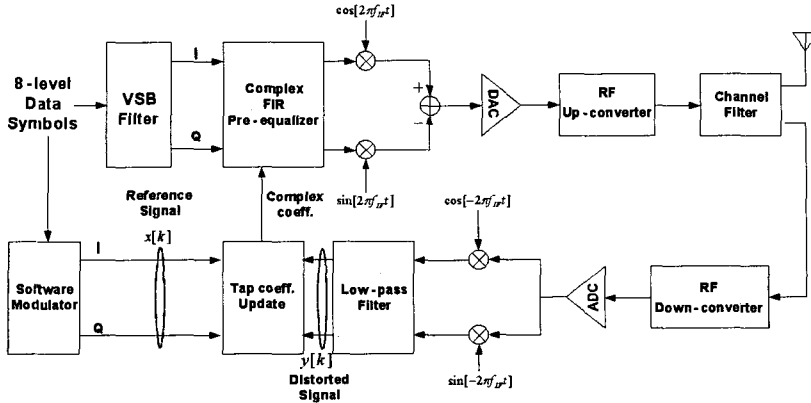 cos[2πf_IF t]
8-level
Data
Symbols
VSB
Filter
I
Q
Complex
FIR
Pre-equalizer
+
−
DAC
RF
Up-converter
Channel
Filter
sin[2πf_IF t]
Reference
Signal
x[k]
Complex
coeff.
cos[-2πf_IF t]
Software
Modulator
I
Q
Tap coeff.
Update
Low-pass
Filter
ADC
RF
Down-converter
y[k]
Distorted
Signal
sin[-2πf_IF t]